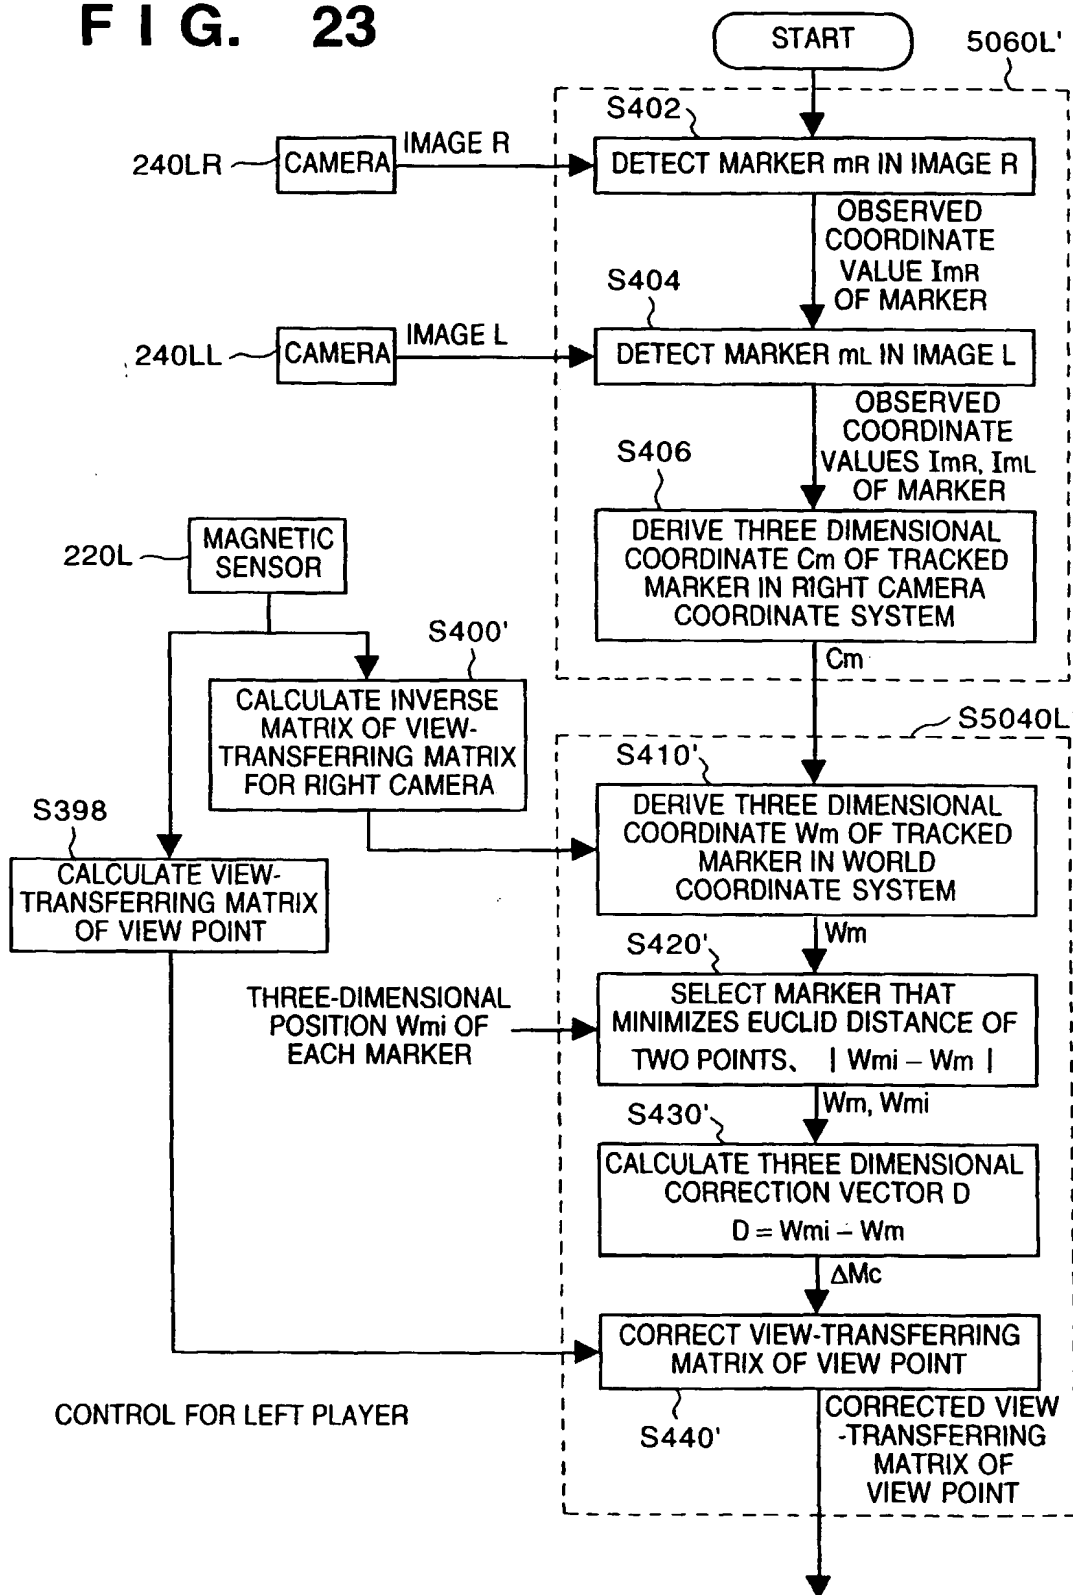 FIG. 23
START
5060L'
S402
IMAGE R
240LR
CAMERA
DETECT MARKER mR IN IMAGE R
OBSERVED
COORDINATE
VALUE ImR
OF MARKER
S404
IMAGE L
240LL
CAMERA
DETECT MARKER mL IN IMAGE L
OBSERVED
COORDINATE
VALUES ImR, ImL
OF MARKER
S406
DERIVE THREE DIMENSIONAL
COORDINATE Cm OF TRACKED
MARKER IN RIGHT CAMERA
COORDINATE SYSTEM
Cm
220L
MAGNETIC
SENSOR
S400'
CALCULATE INVERSE
MATRIX OF VIEW-
TRANSFERRING MATRIX
FOR RIGHT CAMERA
S398
CALCULATE VIEW-
TRANSFERRING MATRIX
OF VIEW POINT
S5040L
S410'
DERIVE THREE DIMENSIONAL
COORDINATE Wm OF TRACKED
MARKER IN WORLD
COORDINATE SYSTEM
Wm
S420'
THREE-DIMENSIONAL
POSITION Wmi OF
EACH MARKER
SELECT MARKER THAT
MINIMIZES EUCLID DISTANCE OF
TWO POINTS、 | Wmi – Wm |
Wm, Wmi
S430'
CALCULATE THREE DIMENSIONAL
CORRECTION VECTOR D
D = Wmi – Wm
ΔMc
CORRECT VIEW-TRANSFERRING
MATRIX OF VIEW POINT
S440'
CONTROL FOR LEFT PLAYER
CORRECTED VIEW
-TRANSFERRING
MATRIX OF
VIEW POINT